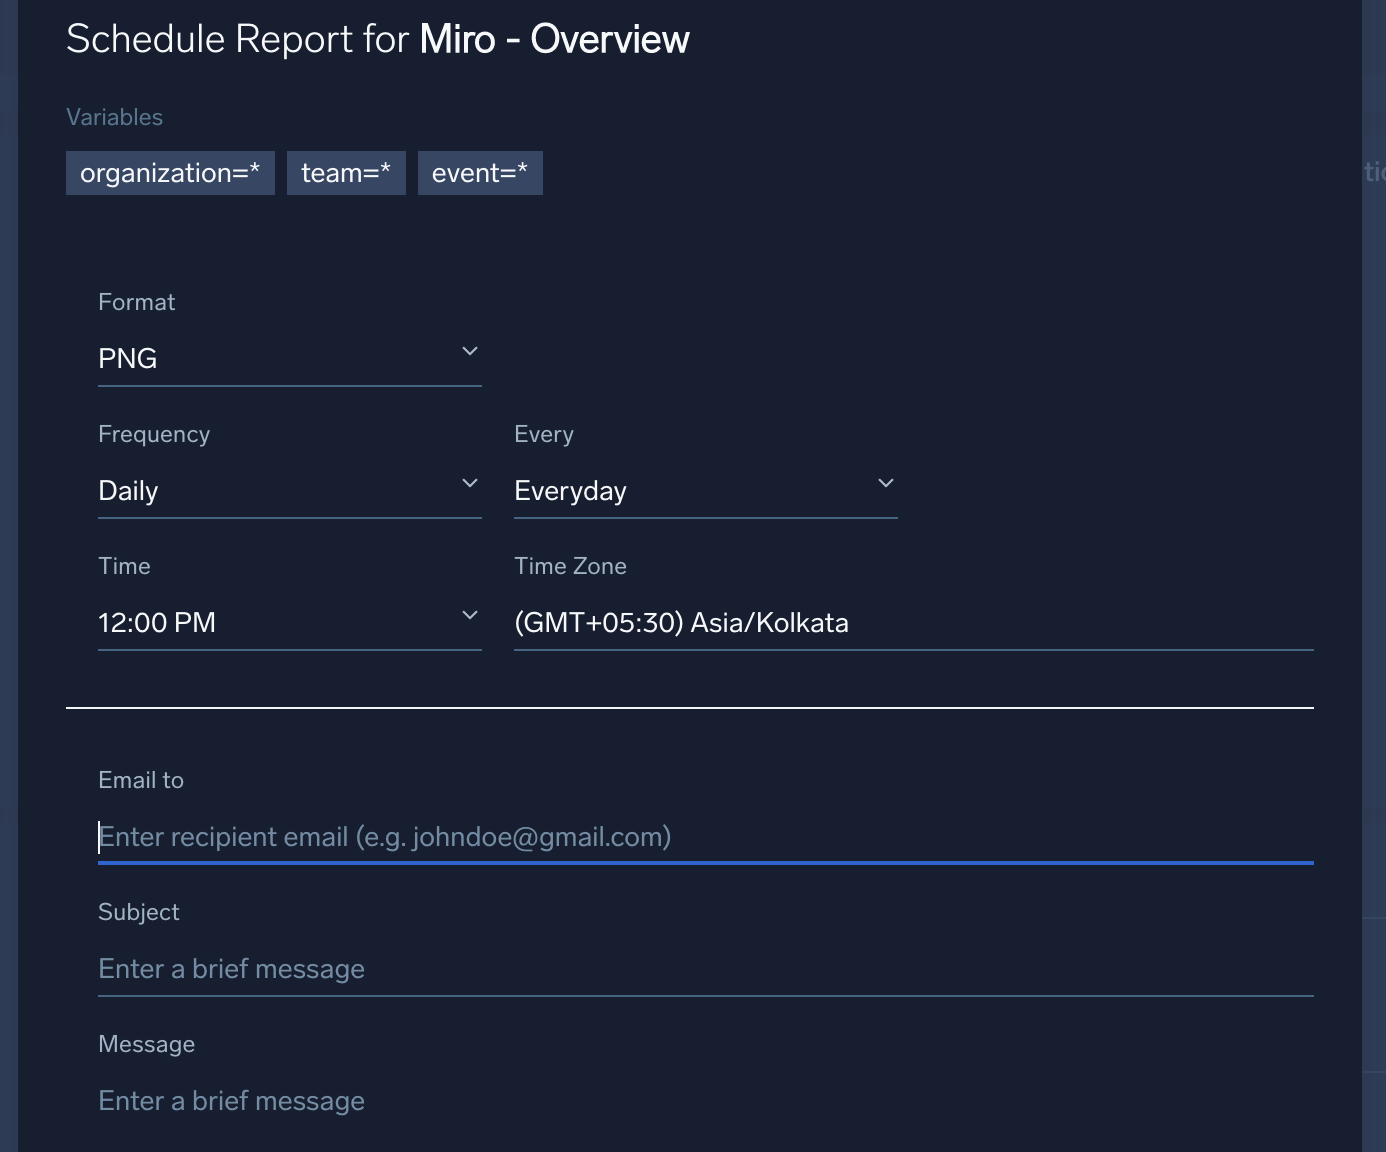 Schedule Report for Miro - Overview
Variables
organization=* team=* event=*
Format
PNG
Frequency Every
Daily Everyday
Time Time Zone
12:00 PM (GMT+05:30) Asia/Kolkata
Email to
Enter recipient email (e.g. johndoe@gmail.com)
Subject
Enter a brief message
Message
Enter a brief message